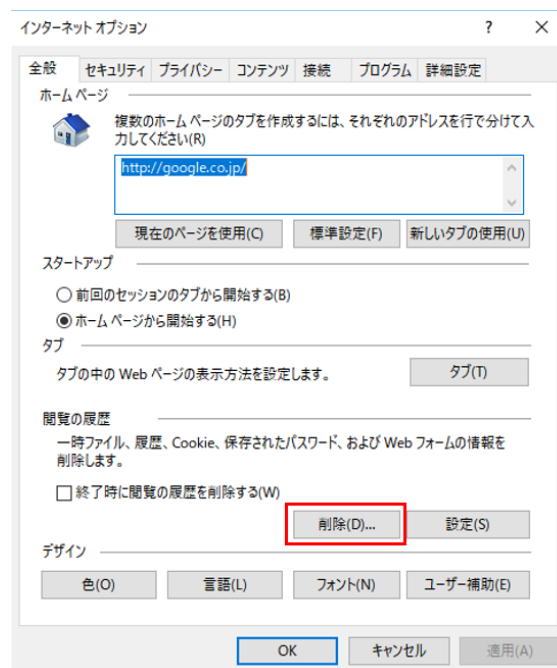 インターネット オプション ? ×
全般 セキュリティ プライバシー コンテンツ 接続 プログラム 詳細設定
ホーム ページ
複数のホーム ページのタブを作成するには、それぞれのアドレスを行で分けて入
力してください(R)
http://google.co.jp/
現在のページを使用(C) 標準設定(F) 新しいタブの使用(U)
スタートアップ
前回のセッションのタブから開始する(B)
ホーム ページから開始する(H)
タブ
タブの中の Web ページの表示方法を設定します。 タブ(T)
閲覧の履歴
一時ファイル、履歴、Cookie、保存されたパスワード、および Web フォームの情報を
削除します。
終了時に閲覧の履歴を削除する(W)
削除(D)... 設定(S)
デザイン
色(O) 言語(L) フォント(N) ユーザー補助(E)
OK キャンセル 適用(A)